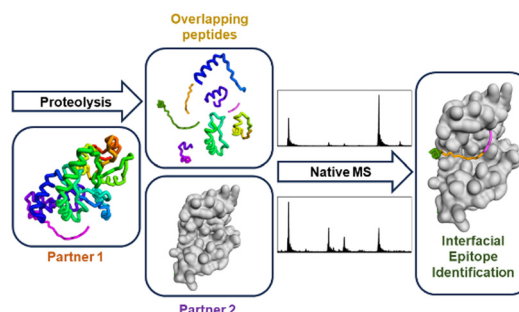 Overlapping
peptides
Proteolysis
Partner 1
Native MS
Partner 2
Interfacial
Epitope
Identification